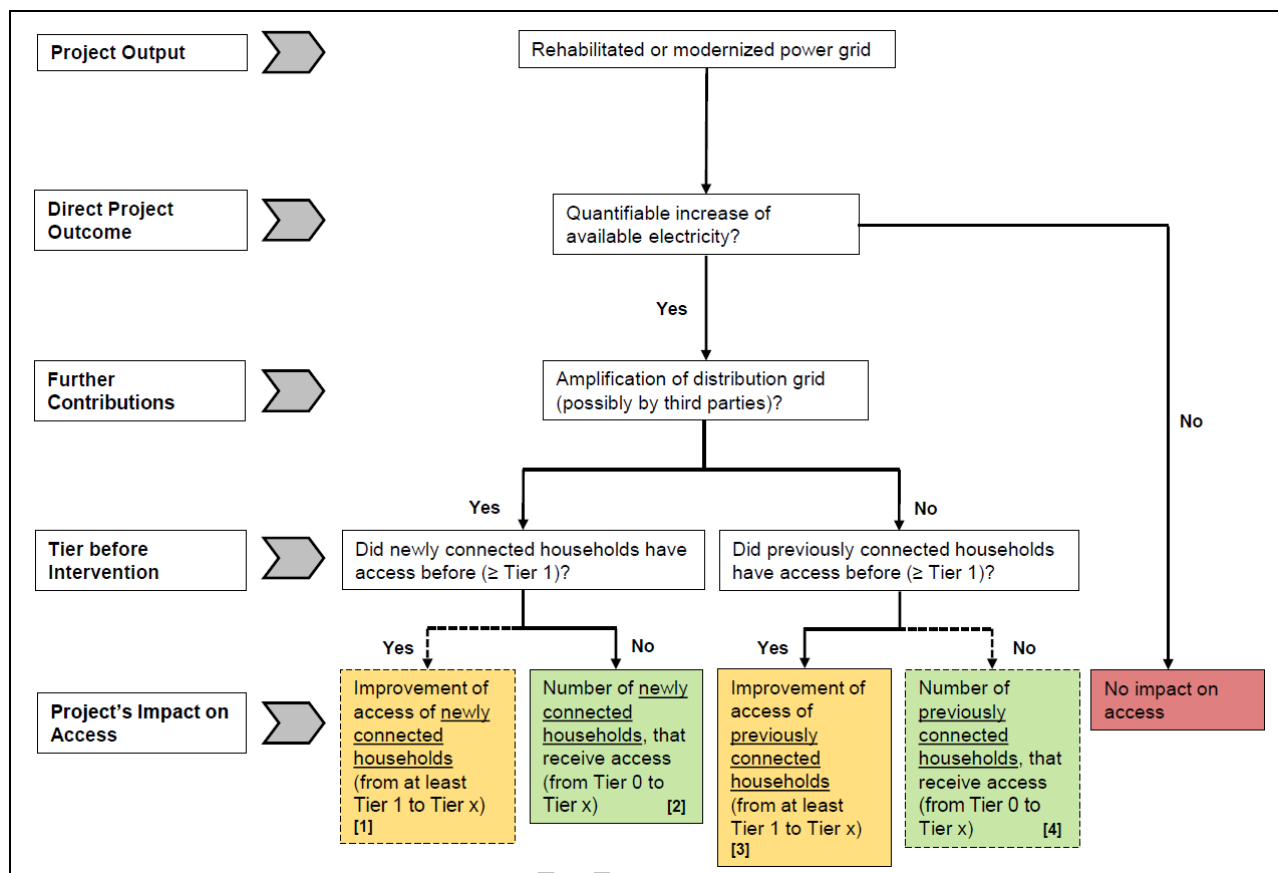 Project Output
Rehabilitated or modernized power grid
Direct Project
Outcome
Quantifiable increase of
available electricity?
Yes
No
Further
Contributions
Amplification of distribution grid
(possibly by third parties)?
Yes
No
Tier before
Intervention
Did newly connected households have
access before (≥ Tier 1)?
Did previously connected households
have access before (≥ Tier 1)?
Yes
No
Yes
No
Project’s Impact on
Access
Improvement of
access of newly
connected
households
(from at least
Tier 1 to Tier x)
[1]
Number of newly
connected
households, that
receive access
(from Tier 0 to
Tier x) [2]
Improvement of
access of
previously
connected
households
(from at least
Tier 1 to Tier x)
[3]
Number of
previously
connected
households, that
receive access
(from Tier 0 to
Tier x) [4]
No impact on
access